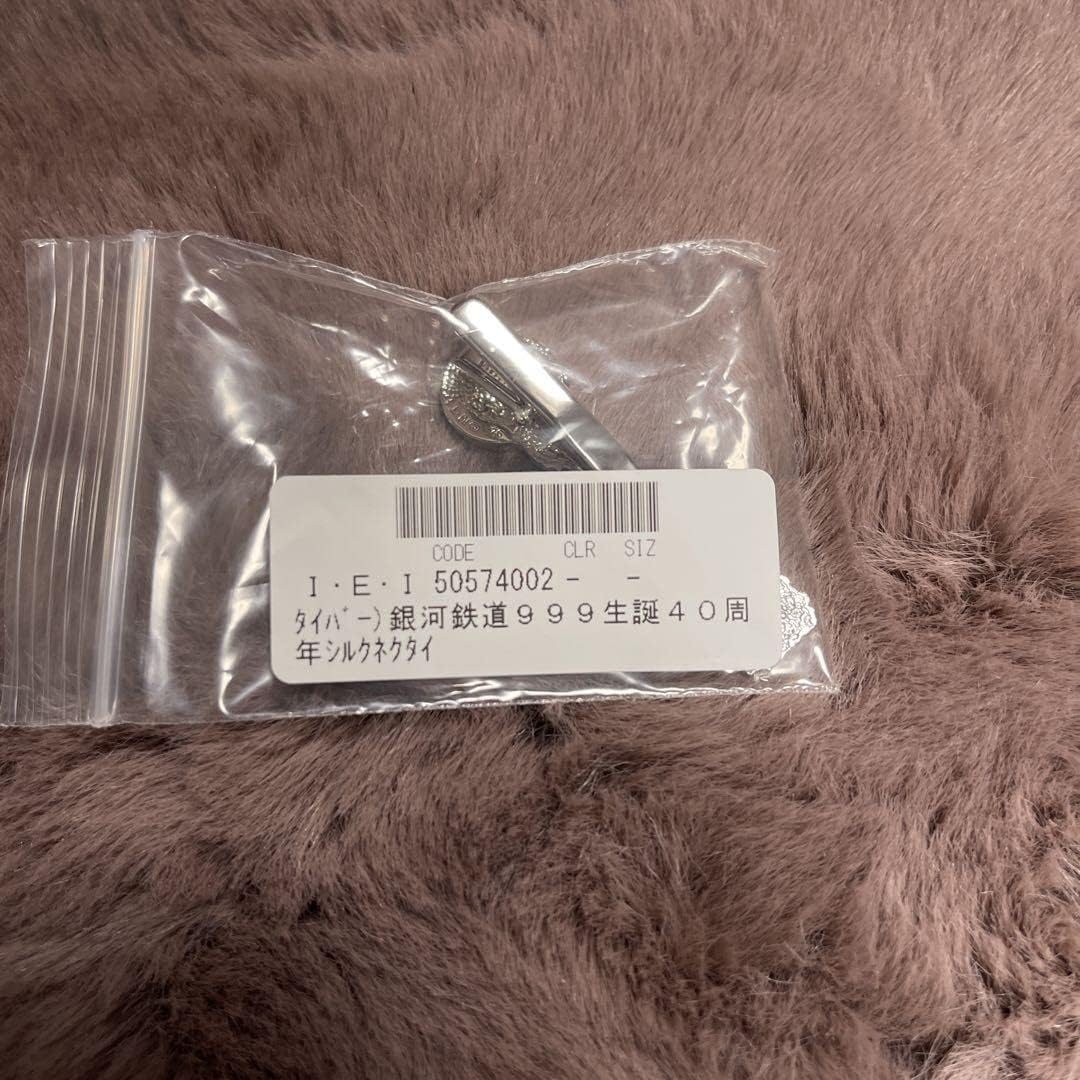 CODE CLR SIZ
I・E・I 50574002 - -
ﾀｲﾊﾞｰ)銀河鉄道９９９生誕４０周
年ｼﾙｸﾈｸﾀｲ